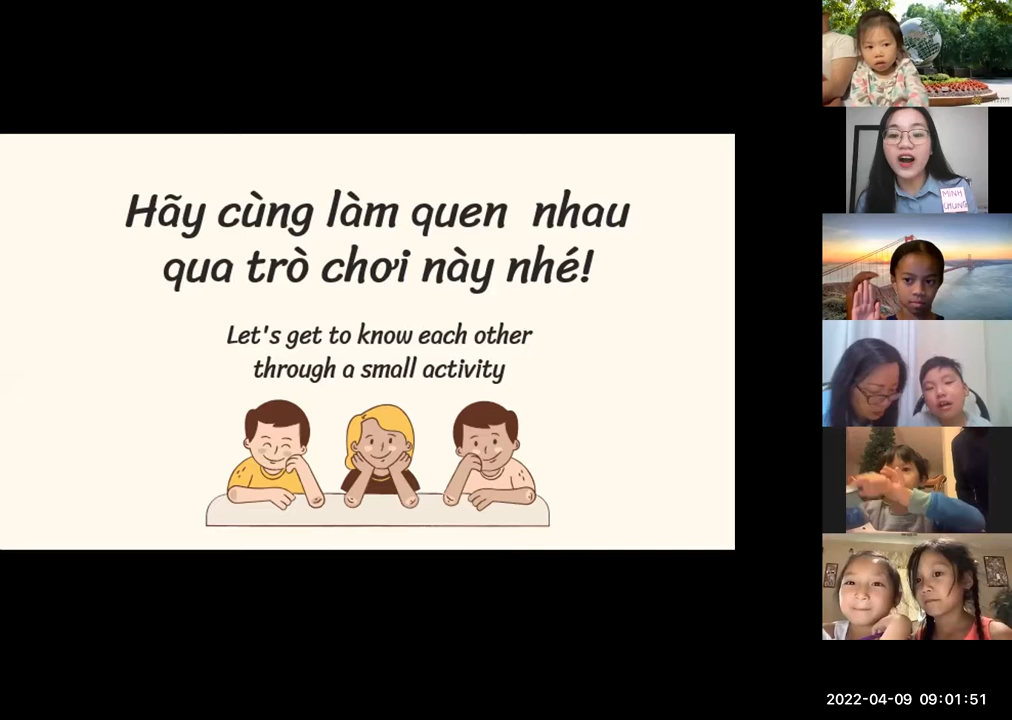 Hãy cùng làm quen nhau
qua trò chơi này nhé!
Let's get to know each other
through a small activity
MINH
CHUNG
2022-04-09 09:01:51